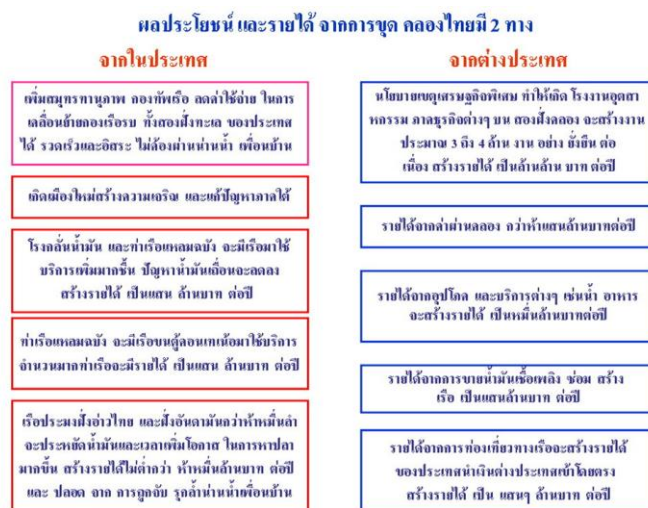 ผลประโยชน์ และรายได้ จากการขุด คลองไทยมี 2 ทาง
จากในประเทศ
เพิ่มสมุทรทานุภาพ กองทัพเรือ ลดค่าใช้จ่าย ในการ
เคลื่อนย้ายกองเรือรบ ทั้งสองฝั่งทะเล ของประเทศ
ได้ รวดเร็วและอิสระ ไม่ต้องผ่านน่านน้ำ เพื่อนบ้าน
เกิดเมืองใหม่สร้างความเจริญ และแก้ปัญหาภาคใต้
โรงกลั่นน้ำมัน และท่าเรือแหลมฉบัง จะมีเรือมาใช้
บริการเพิ่มมากขึ้น ปัญหาน้ำมันเถื่อนจะลดลง
สร้างรายได้ เป็นแสน ล้านบาท ต่อปี
ท่าเรือแหลมฉบัง จะมีเรือขนตู้คอนเทเน้อมาใช้บริการ
จำนวนมากท่าเรือจะมีรายได้ เป็นแสน ล้านบาท ต่อปี
เรือประมงฝั่งอ่าวไทย และฝั่งอันดามันกว่าห้าหมื่นลำ
จะประหยัดน้ำมันและเวลาเพิ่มโอกาส ในการหาปลา
มากขึ้น สร้างรายได้ไม่ต่ำกว่า ห้าหมื่นล้านบาท ต่อปี
และ ปลอด จาก การถูกจับ รุกล้ำน่านน้ำเพื่อนบ้าน
จากต่างประเทศ
นโยบายเขตุเศรษฐกิจพิเศษ ทำให้เกิด โรงงานอุตสา
หกรรม ภาคธุรกิจต่างๆ บน สองฝั่งคลอง จะสร้างงาน
ประมาณ 3 ถึง 4 ล้าน งาน อย่าง ยั่งยืน ต่อ
เนื่อง สร้างรายได้ เป็นล้านล้าน บาท ต่อปี
รายได้จากค่าผ่านคลอง กว่าห้าแสนล้านบาทต่อปี
รายได้จากอุปโภค และบริการต่างๆ เช่นน้ำ อาหาร
จะสร้างรายได้ เป็นหมื่นล้านบาทต่อปี
รายได้จากการขายน้ำมันเชื้อเพลิง ซ่อม สร้าง
เรือ เป็นแสนล้านบาท ต่อปี
รายได้จากการท่องเที่ยวทางเรือจะสร้างรายได้
ของประเทศนำเงินต่างประเทศเข้าโดยตรง
สร้างรายได้ เป็น แสนๆ ล้านบาท ต่อปี